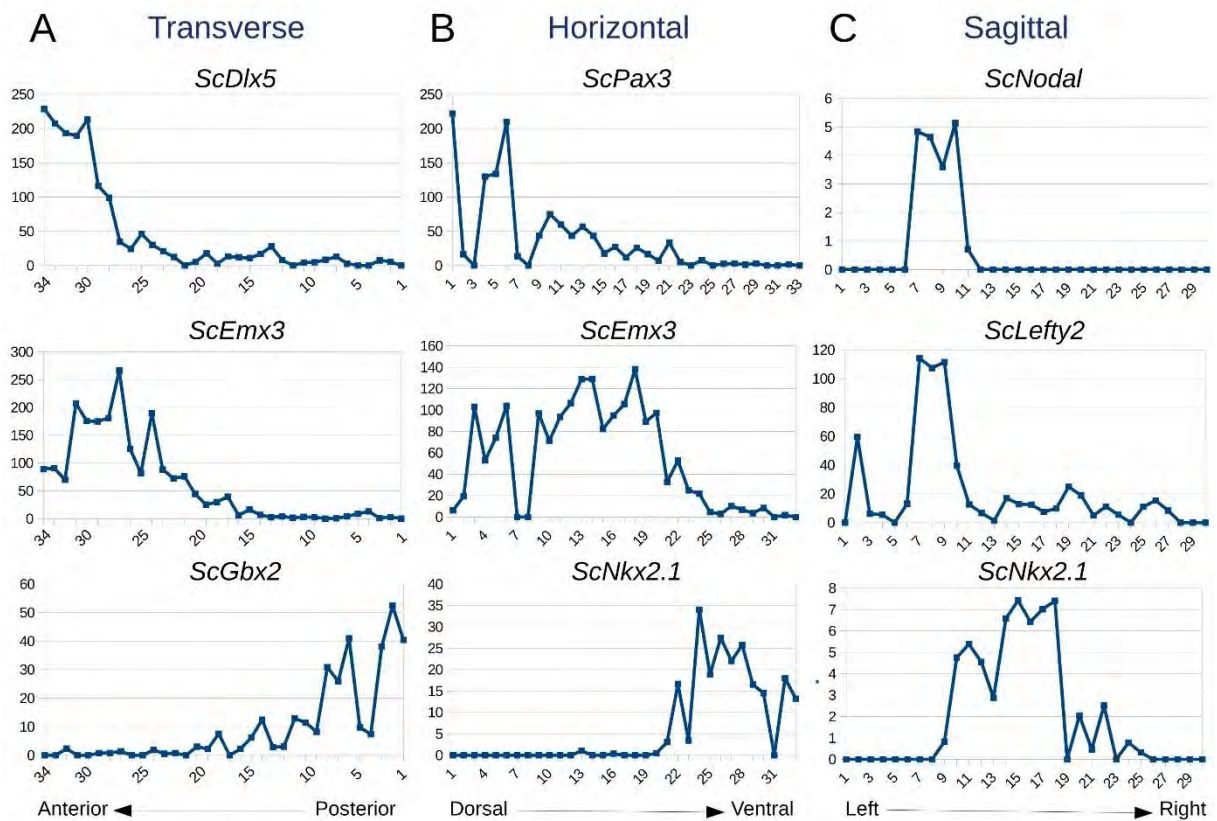 A Transverse B Horizontal C Sagittal
ScDlx5 ScPax3 ScNodal
250 200 150 100 50 0
34 30 25 20 15 10 5 1
250 200 150 100 50 0
1 3 5 7 9 11 13 15 17 19 21 23 25 27 29 31 33
6 5 4 3 2 1 0
1 3 5 7 9 11 13 15 17 19 21 23 25 27 29
ScEmx3 ScEmx3 ScLefty2
300 250 200 150 100 50 0
34 30 25 20 15 10 5 1
160 140 120 100 80 60 40 20 0
1 4 7 10 13 16 19 22 25 28 31
120 100 80 60 40 20 0
1 3 5 7 9 11 13 15 17 19 21 23 25 27 29
ScGbx2 ScNkx2.1 ScNkx2.1
60 50 40 30 20 10 0
34 30 25 20 15 10 5 1
40 35 30 25 20 15 10 5 0
1 4 7 10 13 16 19 22 25 28 31
8 7 6 5 4 3 2 1 0
1 3 5 7 9 11 13 15 17 19 21 23 25 27 29
Anterior Posterior Dorsal Ventral Left Right